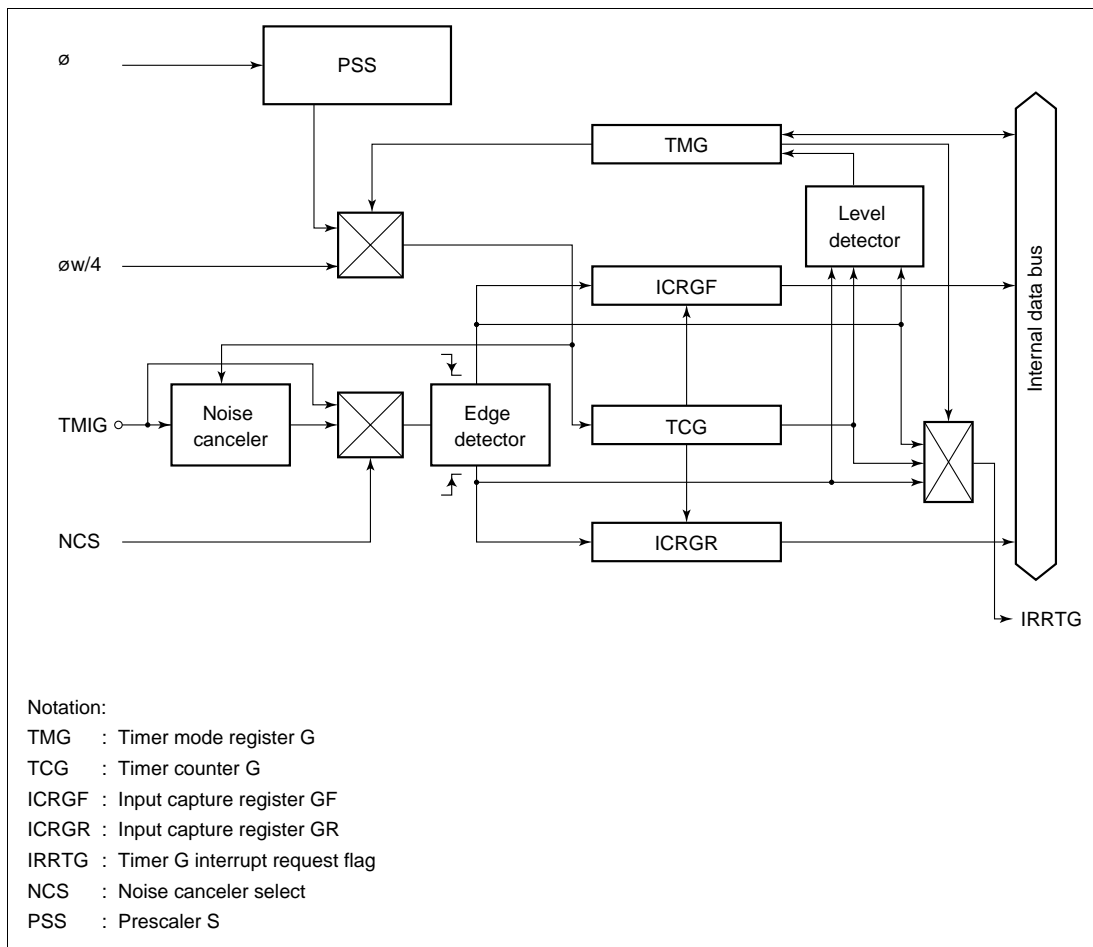 ø
PSS
TMG
Level
detector
øw/4
ICRGF
Internal data bus
TMIG
Noise
canceler
Edge
detector
TCG
NCS
ICRGR
IRRTG
Notation:
TMG : Timer mode register G
TCG : Timer counter G
ICRGF : Input capture register GF
ICRGR : Input capture register GR
IRRTG : Timer G interrupt request flag
NCS : Noise canceler select
PSS : Prescaler S